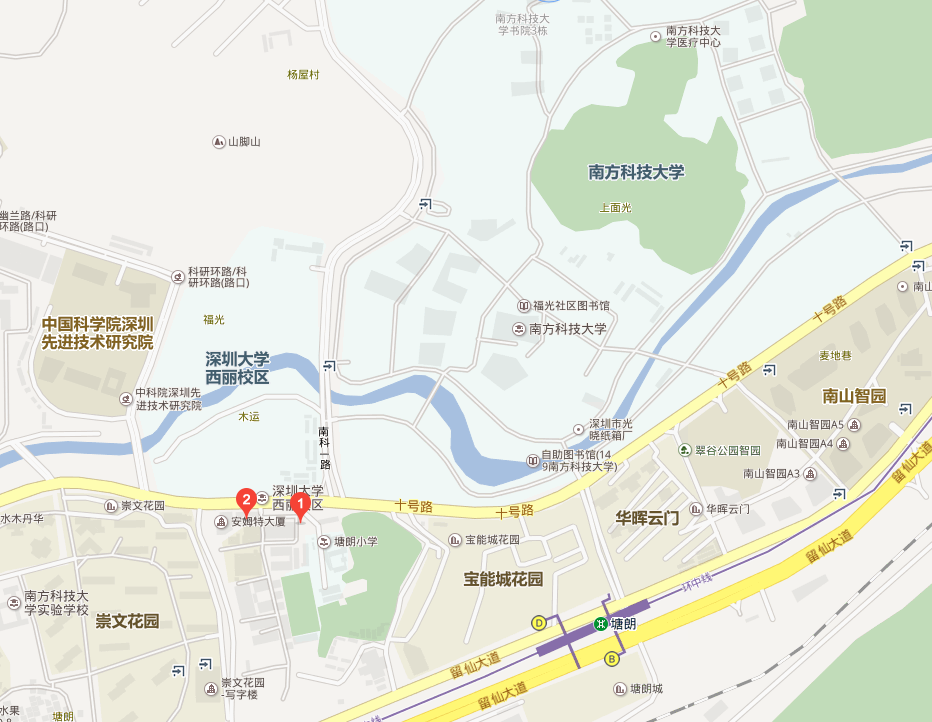 南方科技大
学书院3栋
南方科技大
学医疗中心
杨屋村
山脚山
南方科技大学
上面光
幽兰路/科研
环路(路口)
科研环路/科
研环路(路口)
南山
福光社区图书馆
十号路
福光
中国科学院深圳
先进技术研究院
南方科技大学
深圳大学
西丽校区
麦地巷
十号路
中科院深圳先
进技术研究院
南山智园
木运
深圳市光
晓纸箱厂
南山智园A5
南山智园A4
南科一路
翠谷公园智园
自助图书馆(14
9南方科技大学)
南山智园A3
留仙大道
深圳大学
西丽
区
2
1
崇文花园
十号路
十号路
华晖云门
华晖云门
水木丹华
安姆特大厦
塘朗小学
宝能城花园
留仙大道
宝能城花园
环中线
南方科技大
学实验学校
崇文花园
D
塘朗
B
留仙大道
留仙大道
崇文花园
-写字楼
塘朗城
水果
塘朗